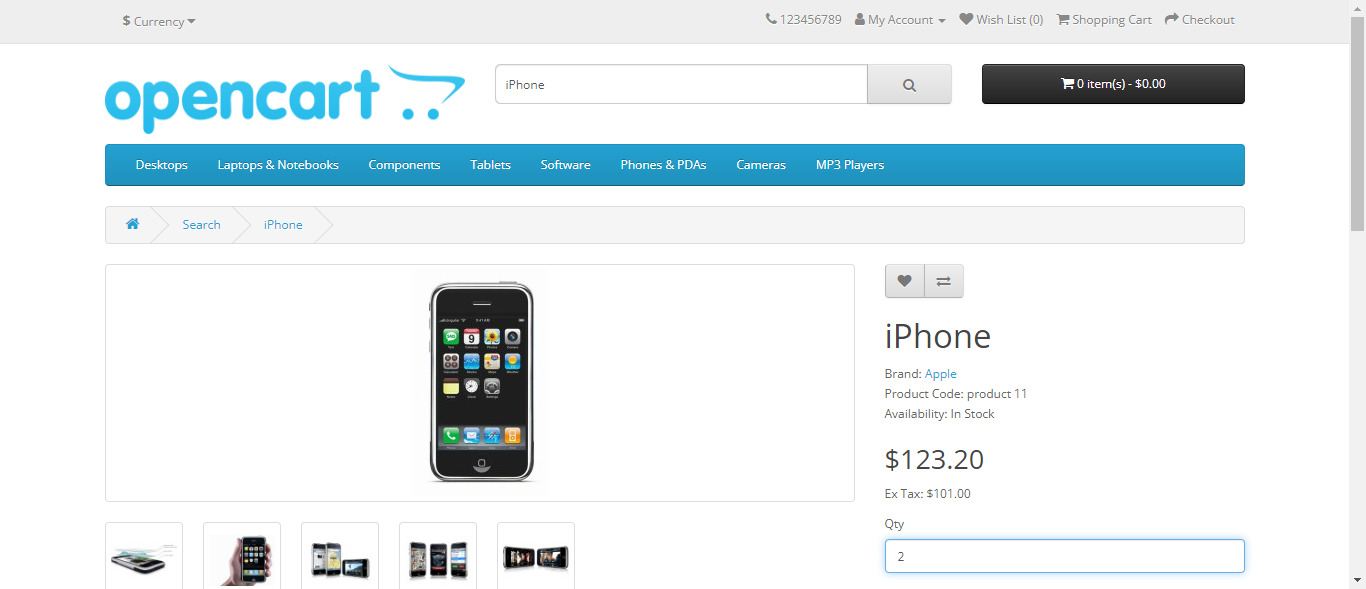 $ Currency
123456789 My Account Wish List (0) Shopping Cart Checkout
opencart
iPhone
0 item(s) - $0.00
Desktops Laptops & Notebooks Components Tablets Software Phones & PDAs Cameras MP3 Players
Search iPhone
iPhone
Brand: Apple
Product Code: product 11
Availability: In Stock
$123.20
Ex Tax: $101.00
Qty
2